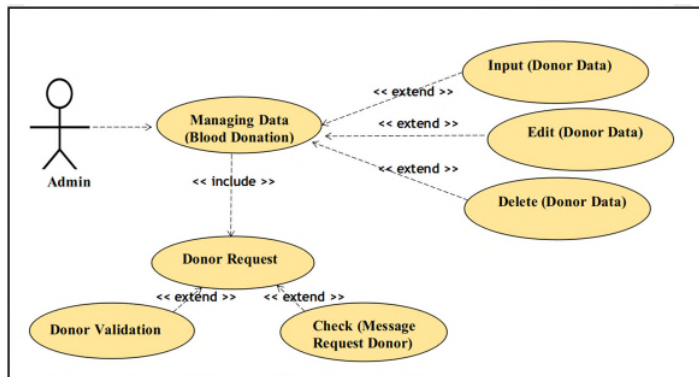 Input (Donor Data)
<< extend >>
Managing Data
(Blood Donation)
<< extend >>
Edit (Donor Data)
<< extend >>
Admin
<< include >>
Delete (Donor Data)
Donor Request
<< extend >>
<< extend >>
Donor Validation
Check (Message
Request Donor)